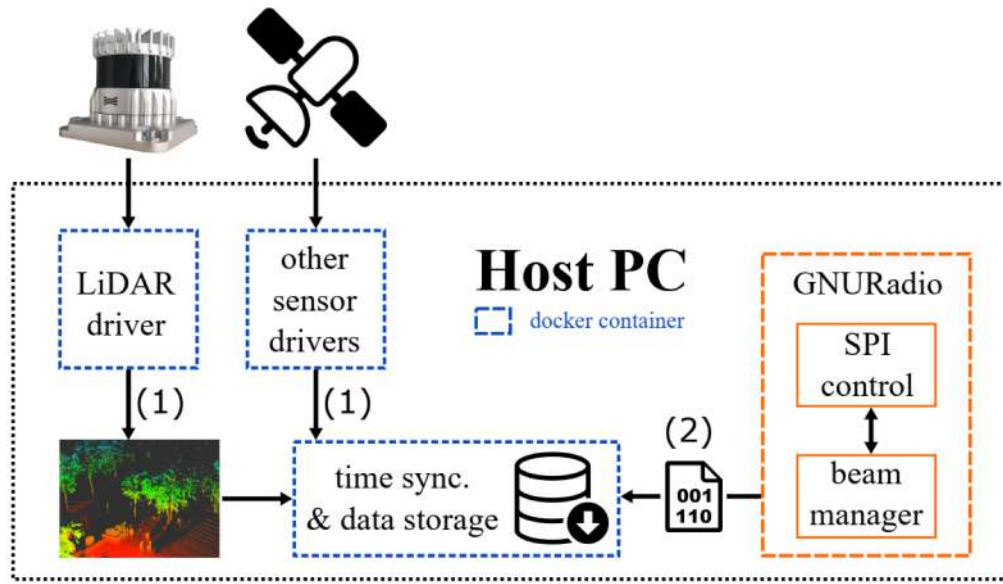 Host PC
docker container
LiDAR
driver
other
sensor
drivers
GNURadio
SPI
control
beam
manager
(1)
(1)
(2)
time sync.
& data storage
001
110